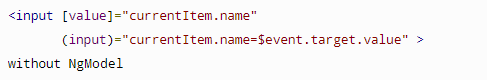 <input [value]="currentItem.name"
(input)="currentItem.name=$event.target.value" >
without NgModel